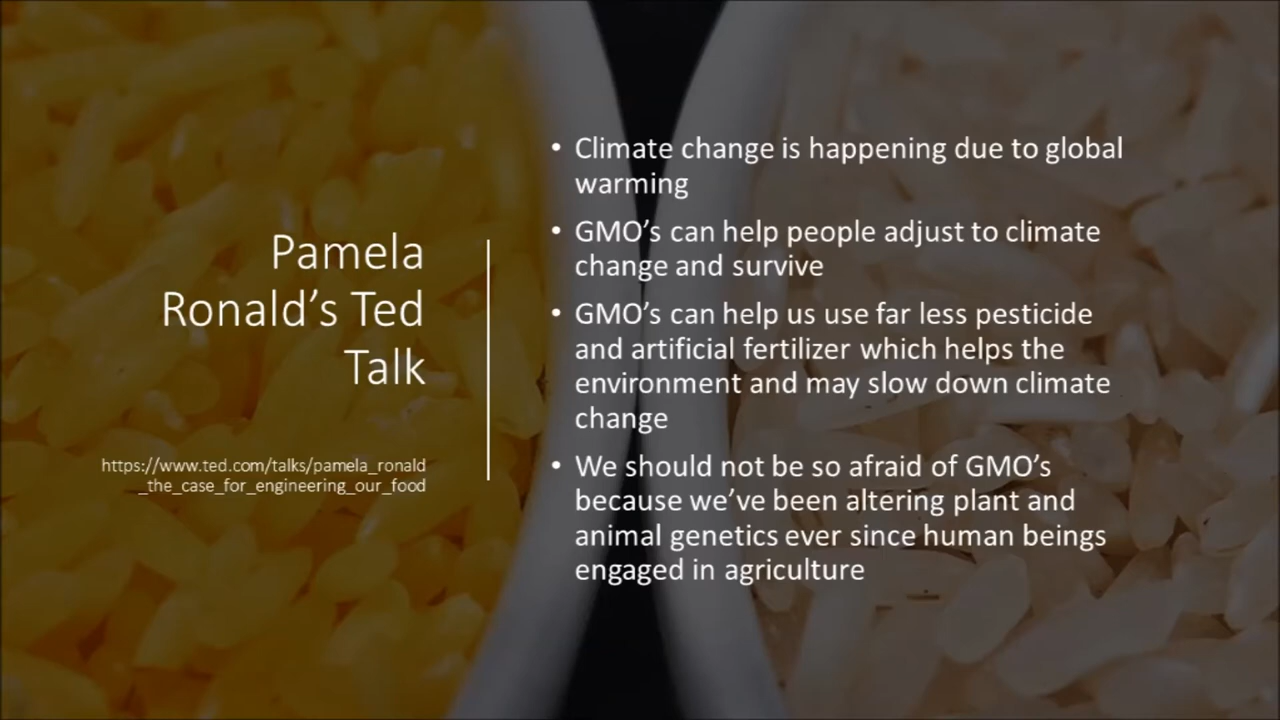 Pamela
Ronald’s Ted
Talk
https://www.ted.com/talks/pamela_ronald
_the_case_for_engineering_our_food
• Climate change is happening due to global
warming
• GMO’s can help people adjust to climate
change and survive
• GMO’s can help us use far less pesticide
and artificial fertilizer which helps the
environment and may slow down climate
change
• We should not be so afraid of GMO’s
because we’ve been altering plant and
animal genetics ever since human beings
engaged in agriculture